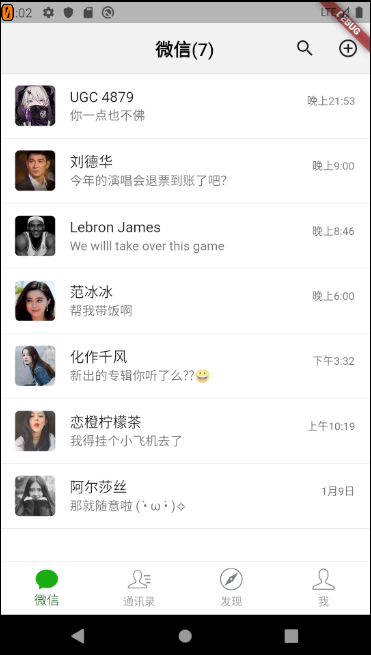 :02
LTE
DEBUG
微信(7)
UGC 4879
晚上21:53
你一点也不佛
刘德华
晚上9:00
今年的演唱会退票到账了吧?
Lebron James
晚上8:46
We willl take over this game
范冰冰
晚上6:00
帮我带饭啊
化作千风
下午3:32
新出的专辑你听了么??😀
恋橙柠檬茶
上午10:19
我得挂个小飞机去了
阿尔莎丝
1月9日
那就随意啦 (•̀ ω •́ )✧
微信
通讯录
发现
我